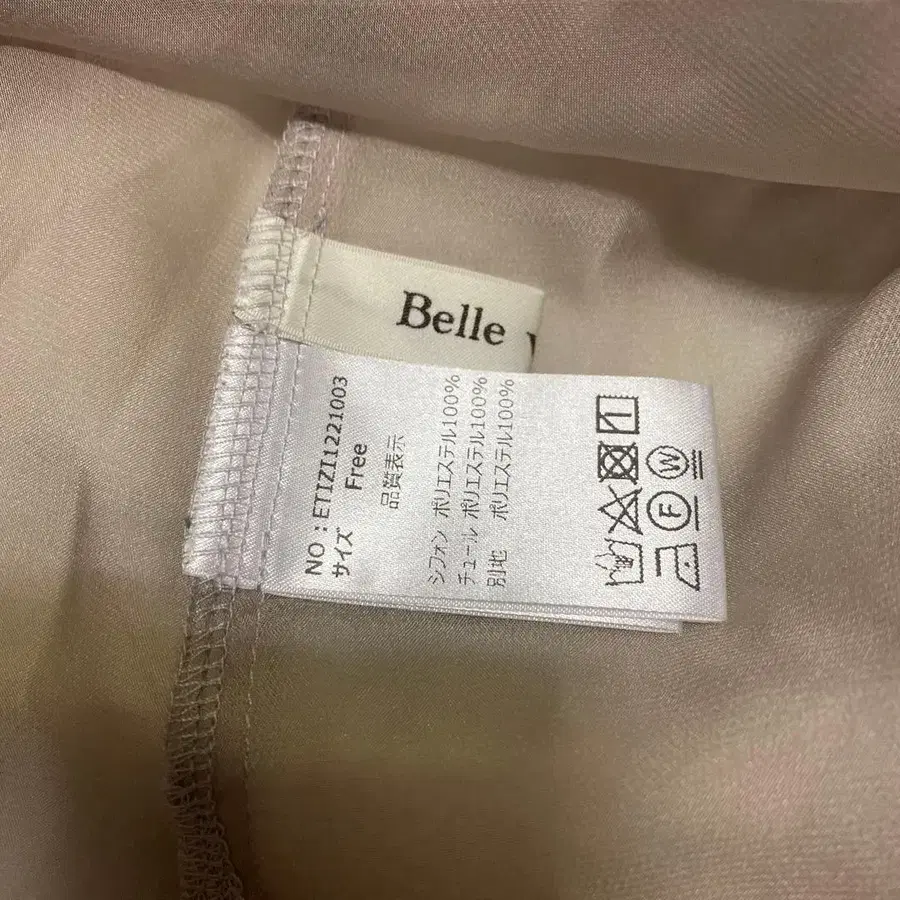 Belle
NO：ETIZI1221003
サイズ Free
品質表示
シフォン ポリエステル100%
チュール ポリエステル100%
別地 ポリエステル100%
W
F